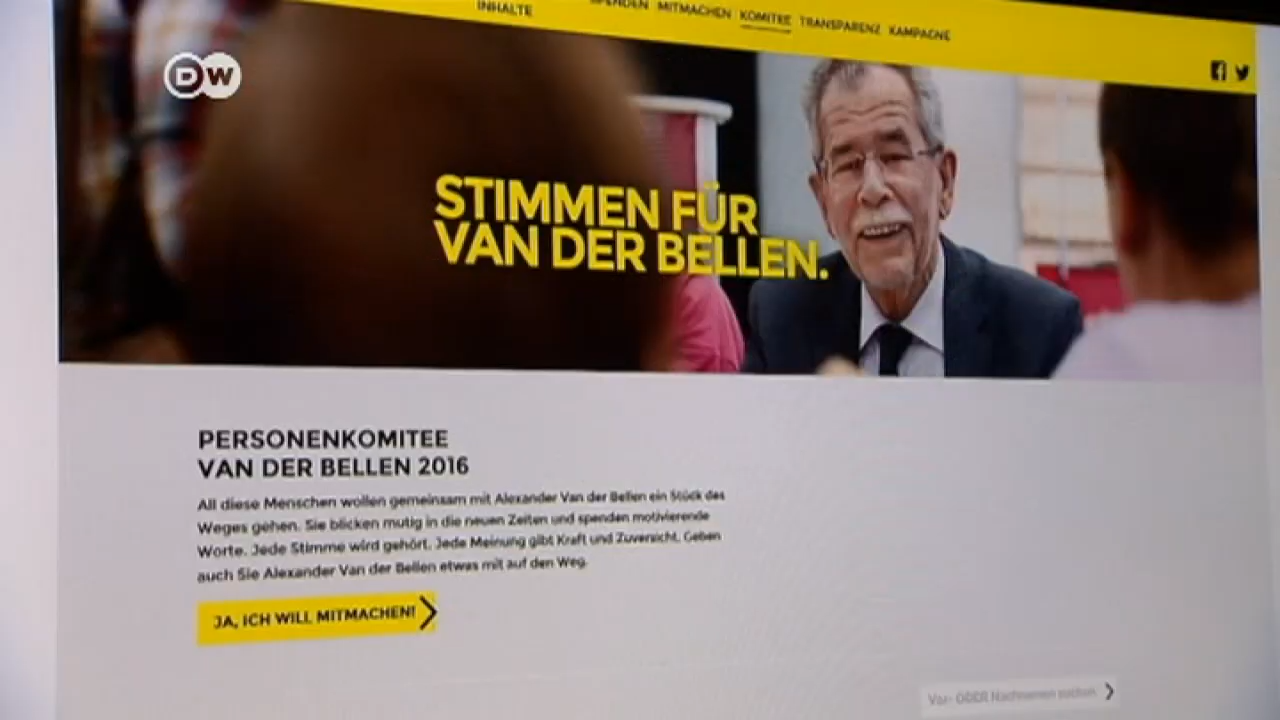 DW
INHALTE
SPENDEN MITMACHEN KOMITEE TRANSPARENZ KAMPAGNE
STIMMEN FÜR
VAN DER BELLEN.
PERSONENKOMITEE
VAN DER BELLEN 2016
All diese Menschen wollen gemeinsam mit Alexander Van der Bellen ein Stück des
Weges gehen. Sie blicken mutig in die neuen Zeiten und spenden motivierende
Worte. Jede Stimme wird gehört. Jede Meinung gibt Kraft und Zuversicht. Geben
auch Sie Alexander Van der Bellen etwas mit auf den Weg.
JA, ICH WILL MITMACHEN!
Vor- ODER Nachnamen suchen